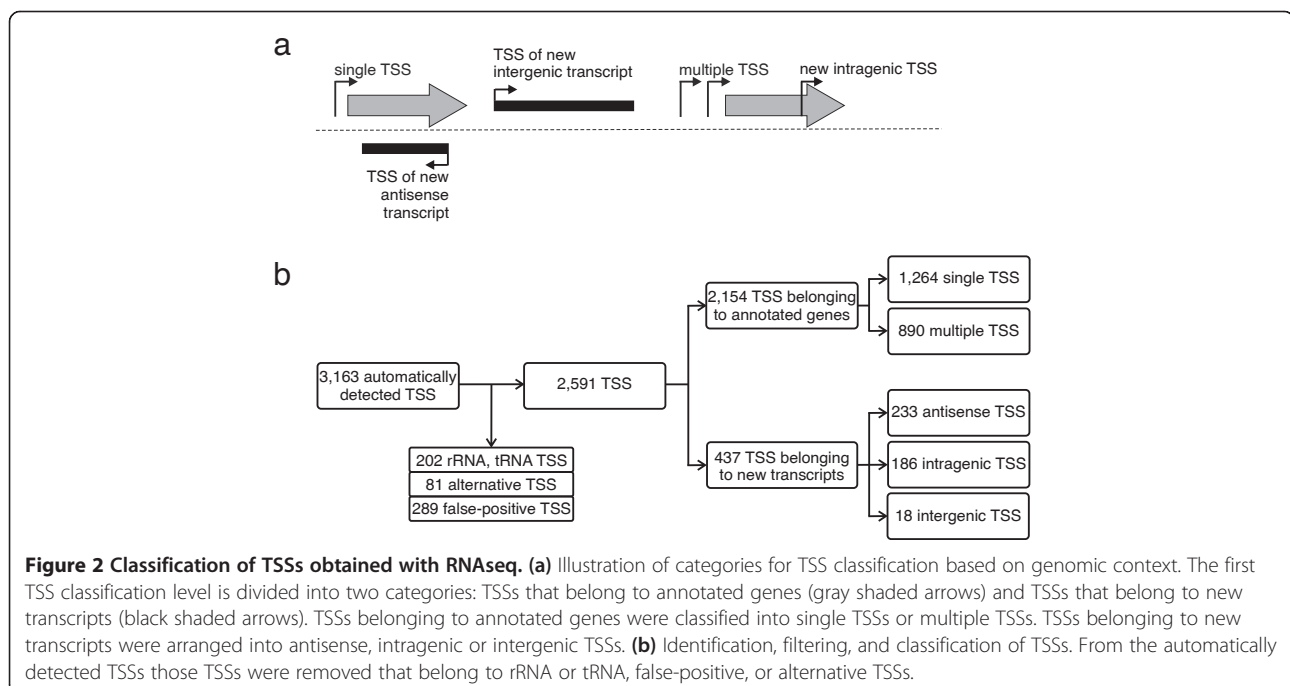 a
single TSS
TSS of new
intergenic transcript
multiple TSS
new intragenic TSS
TSS of new
antisense
transcript
b
3,163 automatically
detected TSS
202 rRNA, tRNA TSS
81 alternative TSS
289 false-positive TSS
2,591 TSS
2,154 TSS belonging
to annotated genes
1,264 single TSS
890 multiple TSS
437 TSS belonging
to new transcripts
233 antisense TSS
186 intragenic TSS
18 intergenic TSS
Figure 2 Classification of TSSs obtained with RNAseq. (a) Illustration of categories for TSS classification based on genomic context. The first
TSS classification level is divided into two categories: TSSs that belong to annotated genes (gray shaded arrows) and TSSs that belong to new
transcripts (black shaded arrows). TSSs belonging to annotated genes were classified into single TSSs or multiple TSSs. TSSs belonging to new
transcripts were arranged into antisense, intragenic or intergenic TSSs. (b) Identification, filtering, and classification of TSSs. From the automatically
detected TSSs those TSSs were removed that belong to rRNA or tRNA, false-positive, or alternative TSSs.